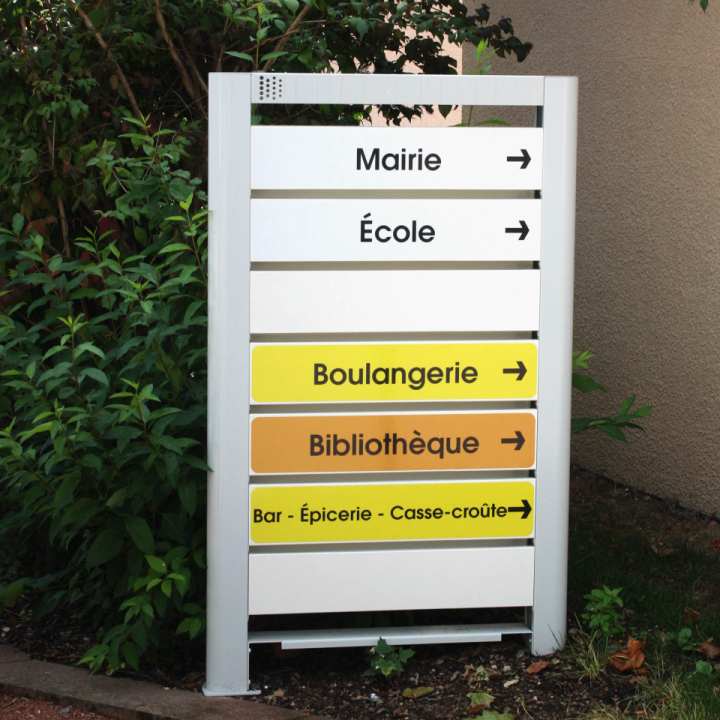 Mairie →
École →
Boulangerie →
Bibliothèque →
Bar - Épicerie - Casse-croûte →